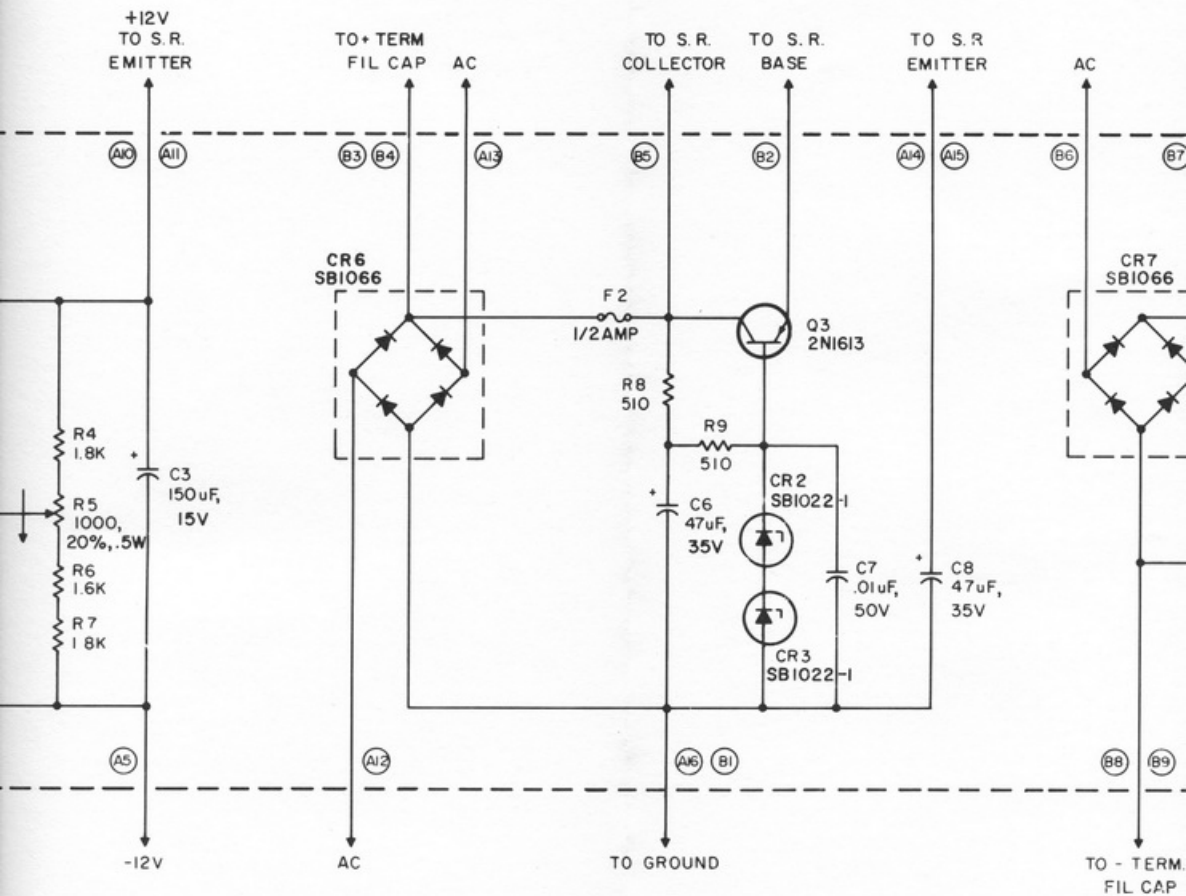 +12V
TO S.R.
EMITTER
TO + TERM
FIL CAP
AC
TO S.R.
COLLECTOR
TO S.R.
BASE
TO S.R
EMITTER
AC
A10
A11
B3
B4
A13
B5
B2
A14
A15
B6
B7
CR6
SB1066
F2
1/2 AMP
Q3
2N1613
CR7
SB1066
R8
510
R4
1.8K
R9
510
C3
150uF,
15V
CR2
SB1022-1
R5
1000,
20%,.5W
C6
47uF,
35V
R6
1.6K
C7
.01uF,
50V
C8
47uF,
35V
R7
1 8K
CR3
SB1022-1
A5
A12
A16
B1
B8
B9
-12V
AC
TO GROUND
TO - TERM.
FIL CAP